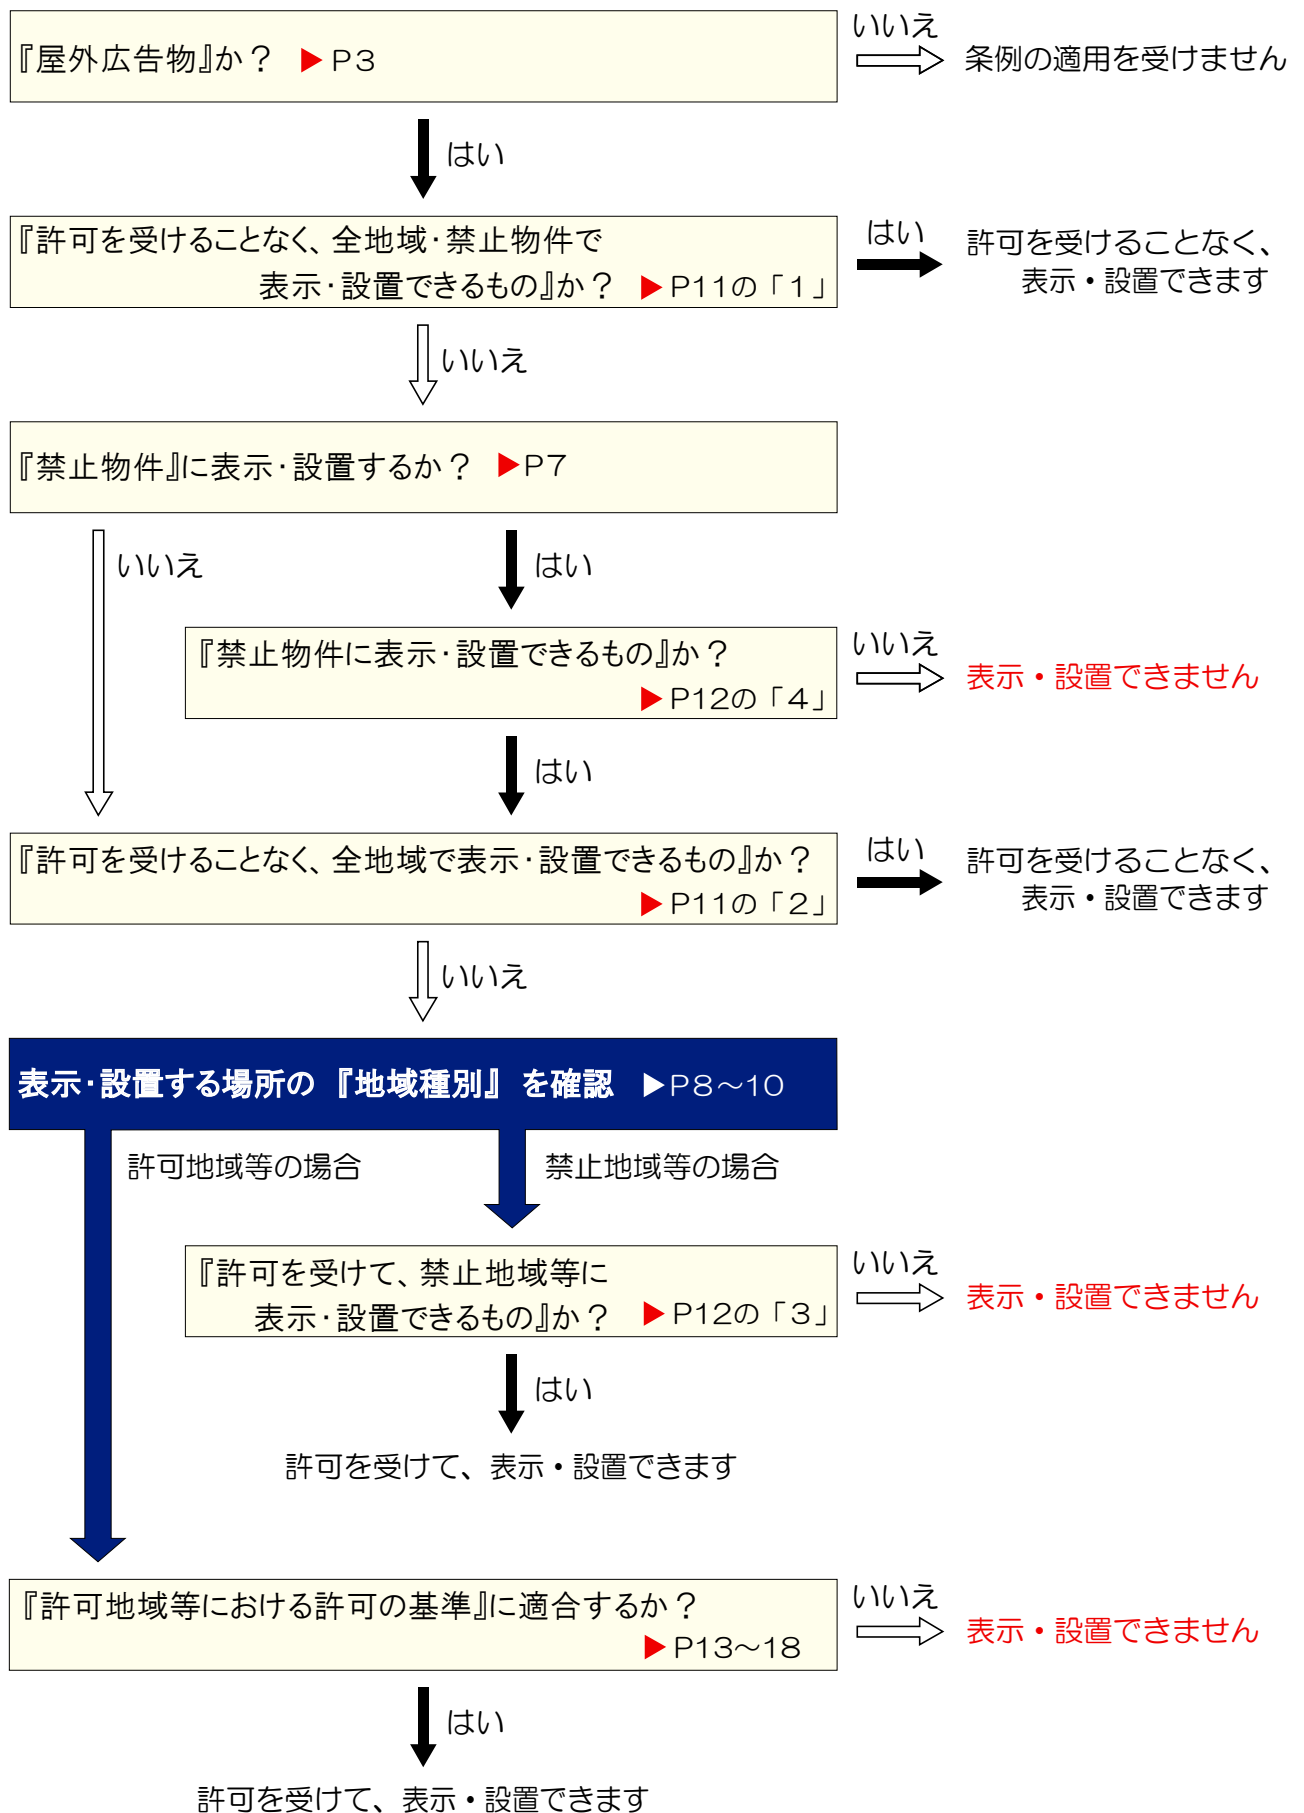 『屋外広告物』か？ ▶P3
いいえ
条例の適用を受けません
はい
『許可を受けることなく、全地域・禁止物件で
表示・設置できるもの』か？ ▶P11の「1」
はい
許可を受けることなく、
表示・設置できます
いいえ
『禁止物件』に表示・設置するか？ ▶P7
いいえ
はい
『禁止物件に表示・設置できるもの』か？
▶P12の「4」
いいえ
表示・設置できません
はい
『許可を受けることなく、全地域で表示・設置できるもの』か？
▶P11の「2」
はい
許可を受けることなく、
表示・設置できます
いいえ
表示・設置する場所の『地域種別』を確認 ▶P8～10
許可地域等の場合
禁止地域等の場合
『許可を受けて、禁止地域等に
表示・設置できるもの』か？ ▶P12の「3」
いいえ
表示・設置できません
はい
許可を受けて、表示・設置できます
『許可地域等における許可の基準』に適合するか？
▶P13～18
いいえ
表示・設置できません
はい
許可を受けて、表示・設置できます